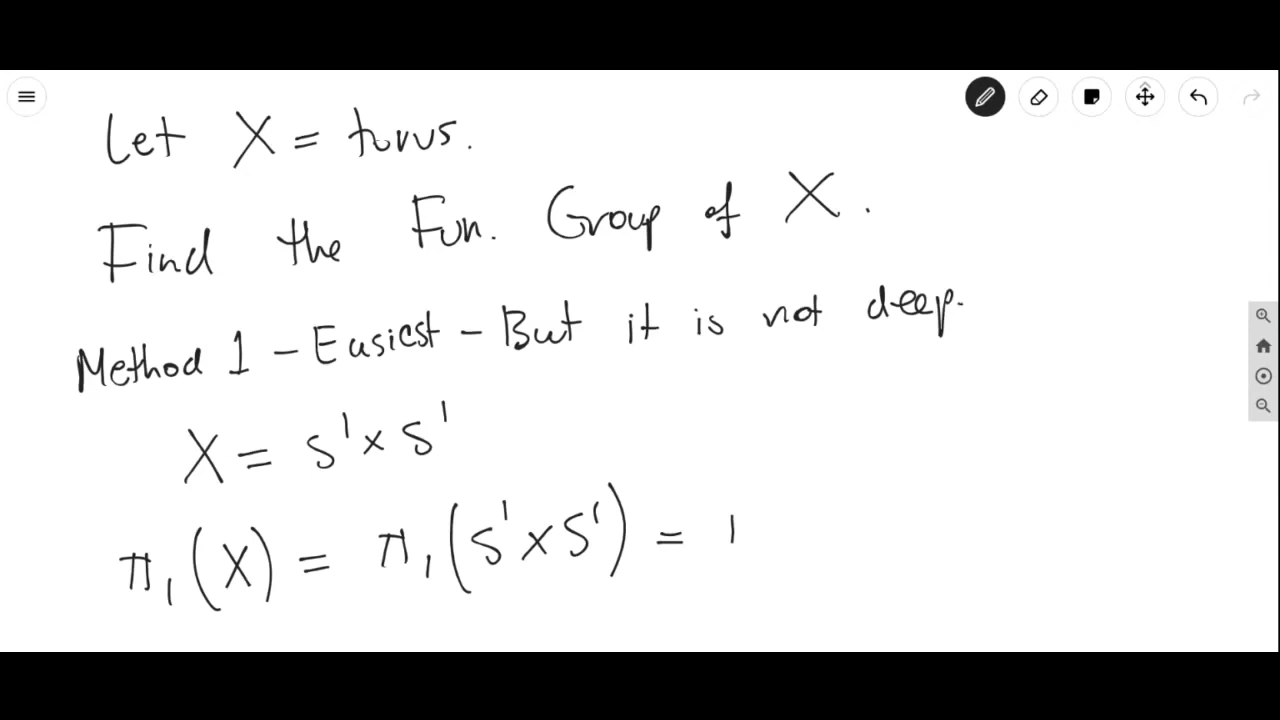 Let X = torus.
Find the Fun. Group of X.
Method 1 - Easiest - But it is not deep.
X = S¹ × S¹
π₁(X) = π₁(S¹ × S¹) =